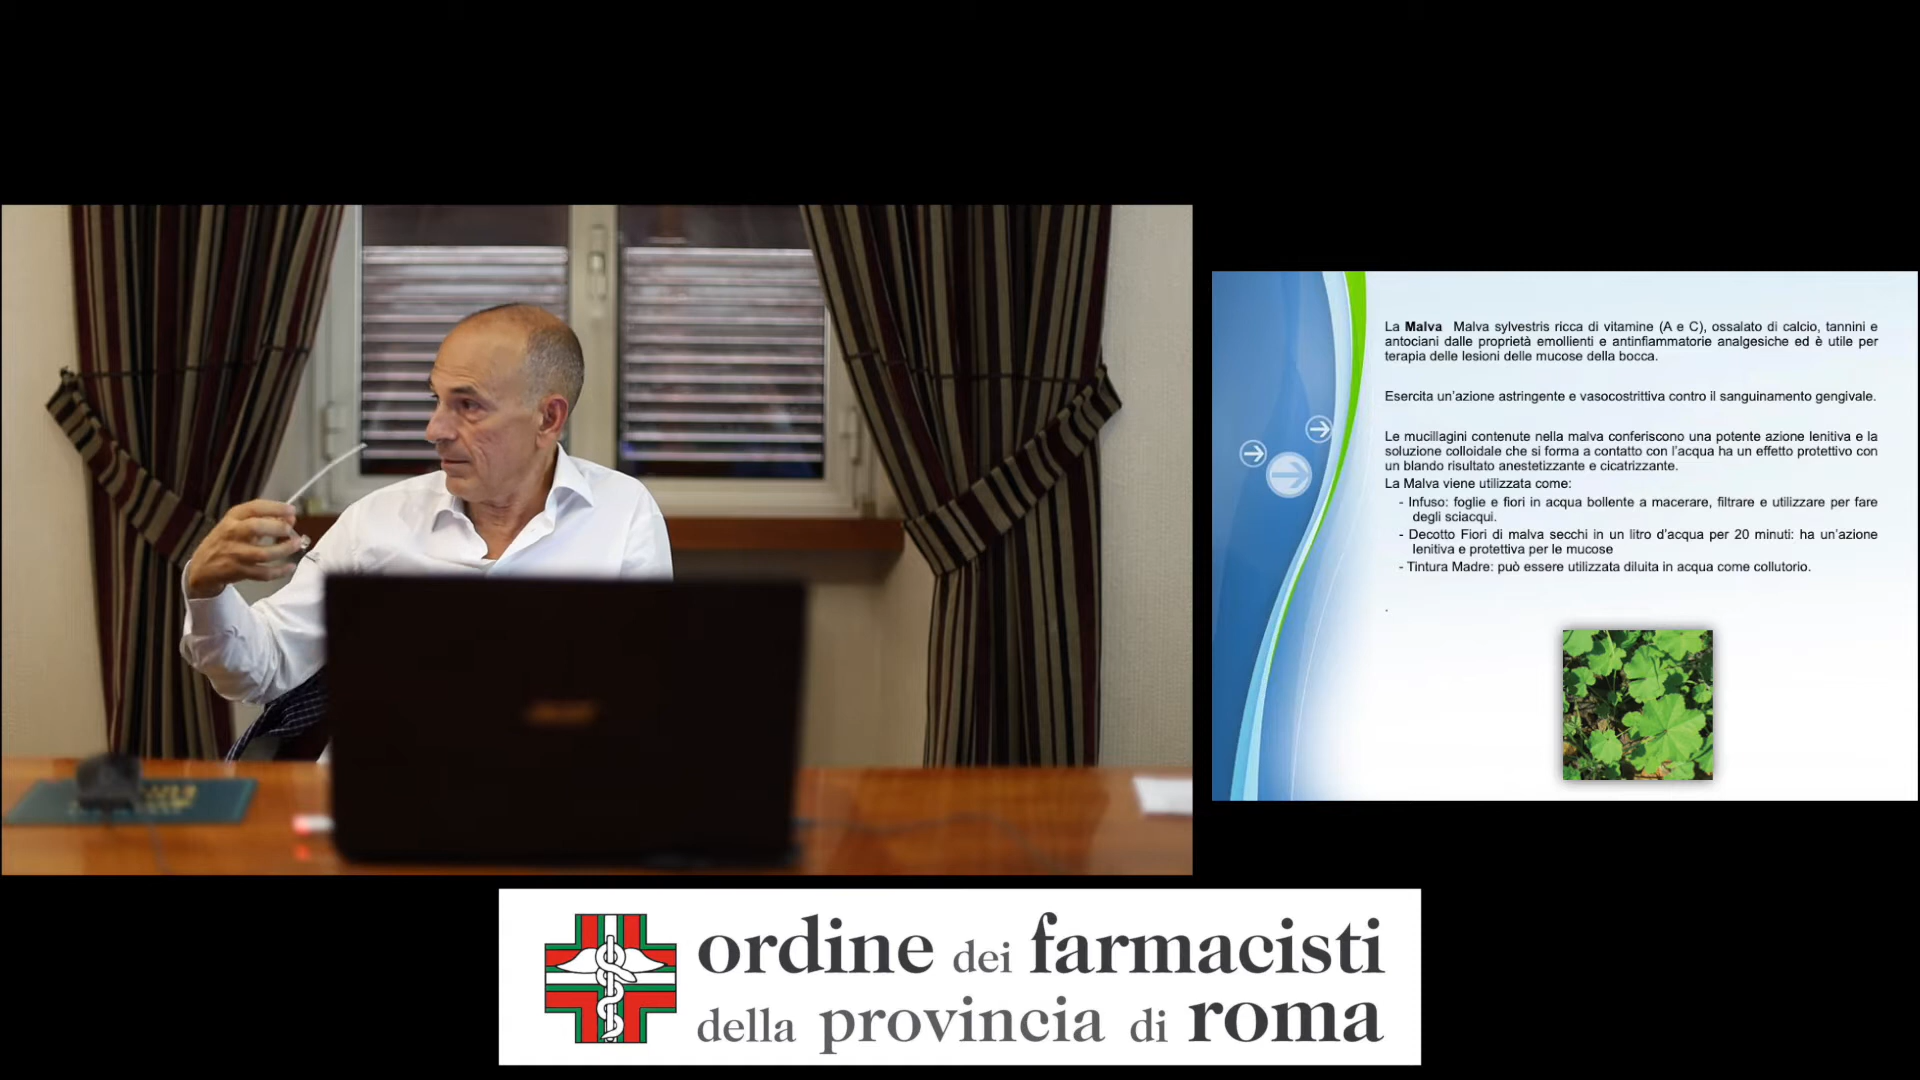 La Malva  Malva sylvestris ricca di vitamine (A e C), ossalato di calcio, tannini e
antociani dalle proprietà emollienti e antinfiammatorie analgesiche ed è utile per
terapia delle lesioni delle mucose della bocca.
Esercita un'azione astringente e vasocostrittiva contro il sanguinamento gengivale.
Le mucillagini contenute nella malva conferiscono una potente azione lenitiva e la
soluzione colloidale che si forma a contatto con l'acqua ha un effetto protettivo con
un blando risultato anestetizzante e cicatrizzante.
La Malva viene utilizzata come:
- Infuso: foglie e fiori in acqua bollente a macerare, filtrare e utilizzare per fare
degli sciacqui.
- Decotto Fiori di malva secchi in un litro d'acqua per 20 minuti: ha un'azione
lenitiva e protettiva per le mucose
- Tintura Madre: può essere utilizzata diluita in acqua come collutorio.
.
ordine dei farmacisti
della provincia di roma